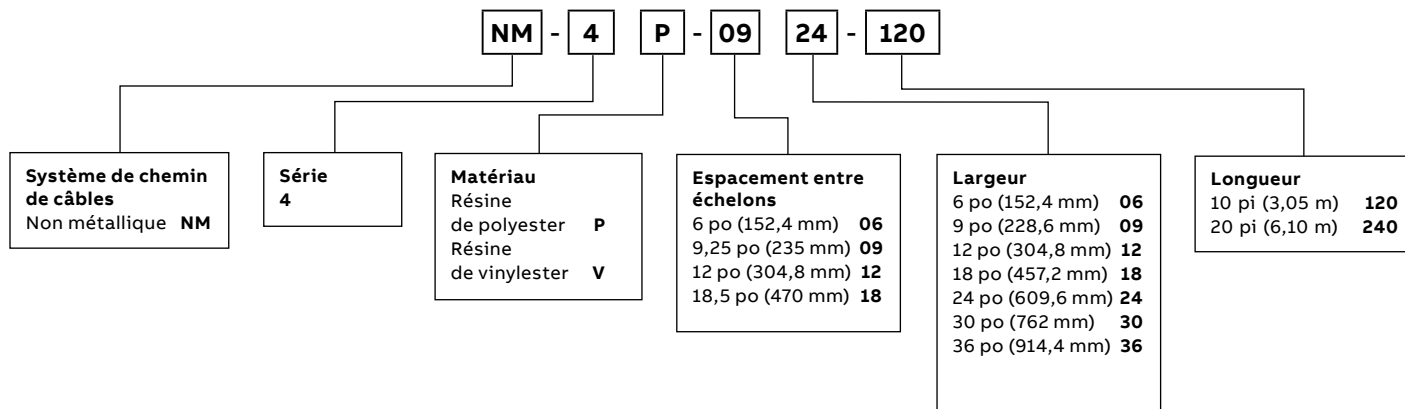 NM - 4 P - 09 24 - 120
Système de chemin
de câbles
Non métallique NM
Série
4
Matériau
Résine
de polyester P
Résine
de vinylester V
Espacement entre
échelons
6 po (152,4 mm) 06
9,25 po (235 mm) 09
12 po (304,8 mm) 12
18,5 po (470 mm) 18
Largeur
6 po (152,4 mm) 06
9 po (228,6 mm) 09
12 po (304,8 mm) 12
18 po (457,2 mm) 18
24 po (609,6 mm) 24
30 po (762 mm) 30
36 po (914,4 mm) 36
Longueur
10 pi (3,05 m) 120
20 pi (6,10 m) 240